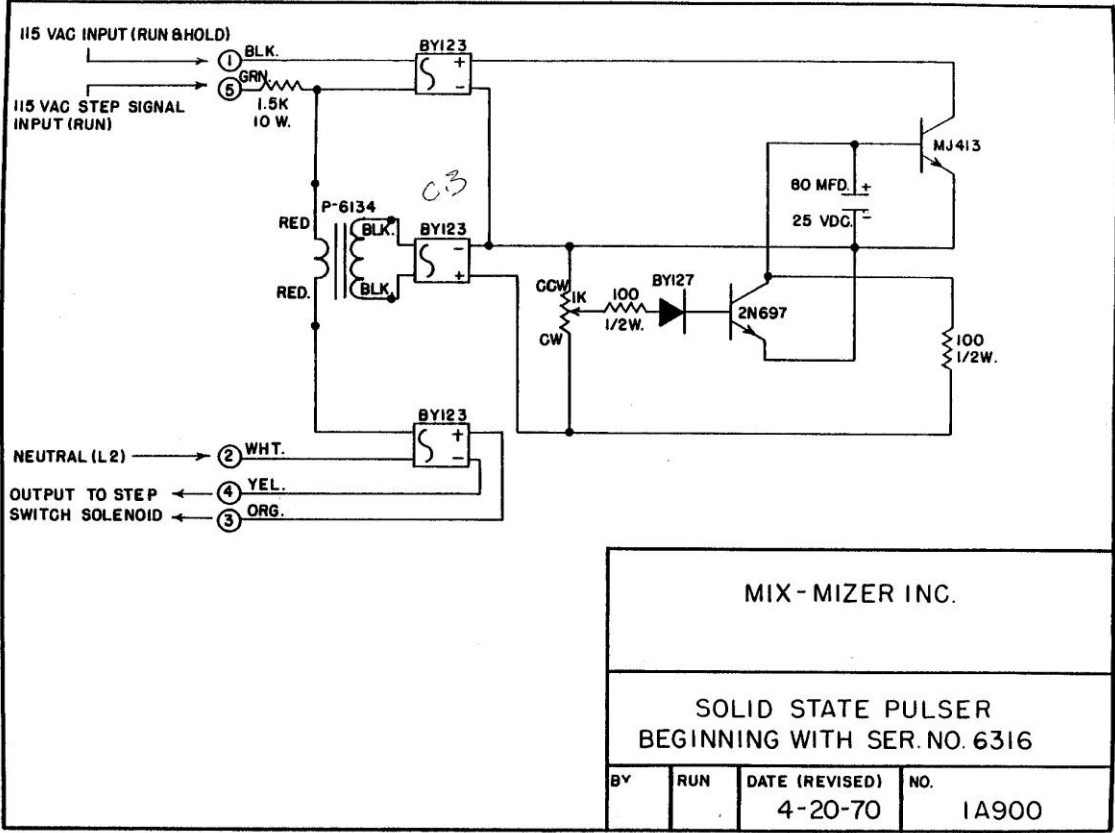 115 VAC INPUT (RUN & HOLD)
1 BLK.
5 GRN.
115 VAC STEP SIGNAL
INPUT (RUN)
1.5K
10 W.
BY123
+
-
MJ413
80 MFD. +
25 VDC. -
C.3
P-6134
RED
BLK.
RED.
BLK.
BY123
-
+
CCW
1K
CW
100
1/2W.
BY127
2N697
100
1/2W.
BY123
+
-
NEUTRAL (L2) 2 WHT.
OUTPUT TO STEP 4 YEL.
SWITCH SOLENOID 3 ORG.
MIX-MIZER INC.
SOLID STATE PULSER
BEGINNING WITH SER. NO. 6316
BY
RUN
DATE (REVISED)
4-20-70
NO.
1A900